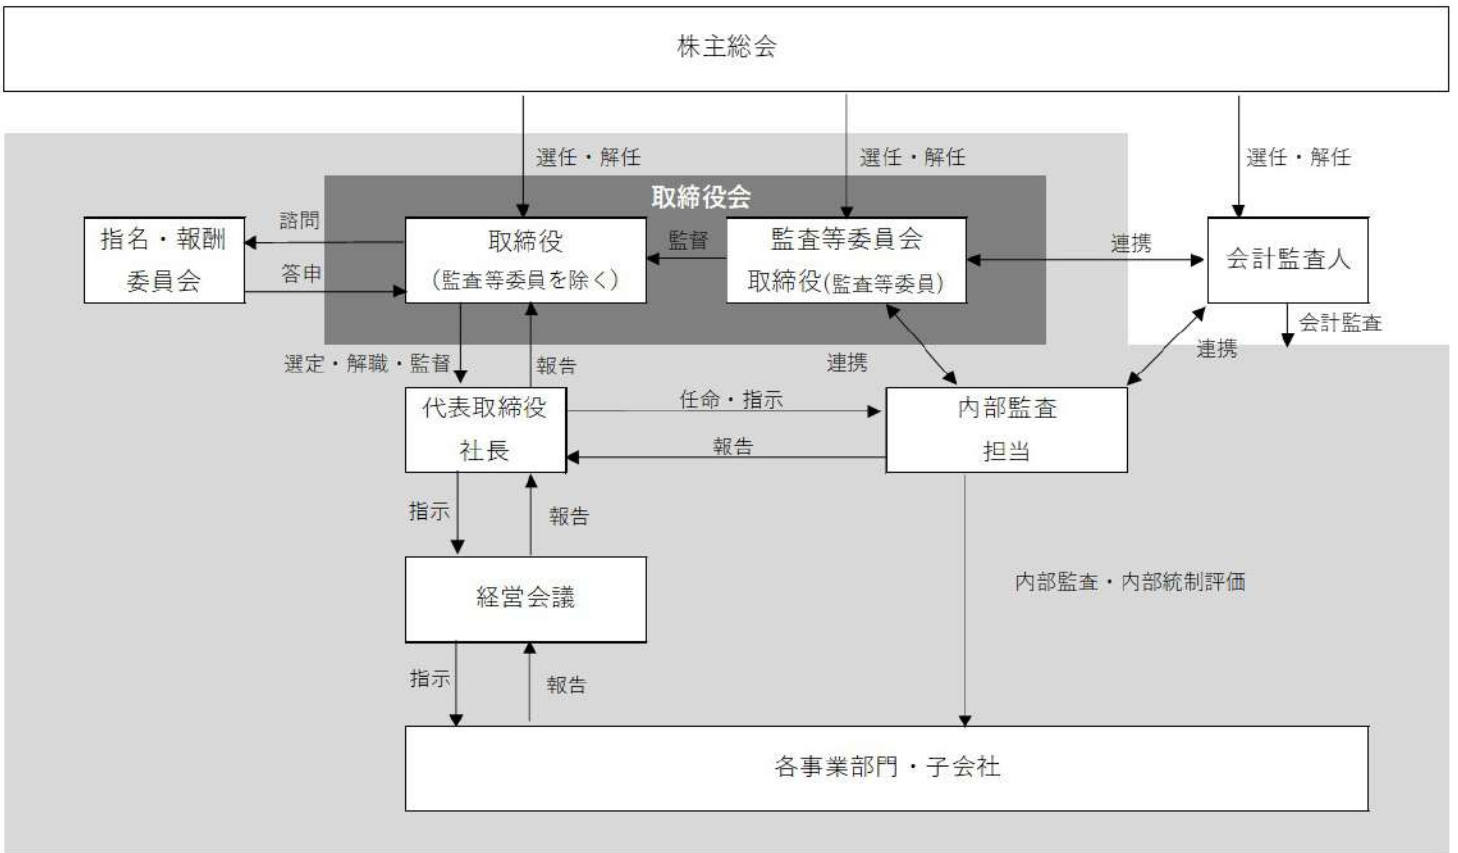 株主総会
選任・解任
選任・解任
選任・解任
取締役会
指名・報酬
委員会
諮問
答申
取締役
（監査等委員を除く）
監督
監査等委員会
取締役(監査等委員)
連携
会計監査人
会計監査
選定・解職・監督
報告
連携
連携
代表取締役
社長
任命・指示
報告
内部監査
担当
指示
報告
経営会議
内部監査・内部統制評価
指示
報告
各事業部門・子会社